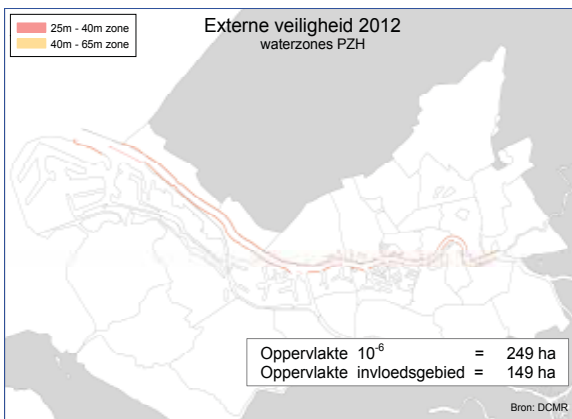 Externe veiligheid 2012
waterzones PZH
25m - 40m zone
40m - 65m zone
Oppervlakte 10-6 = 249 ha
Oppervlakte invloedsgebied = 149 ha
Bron: DCMR